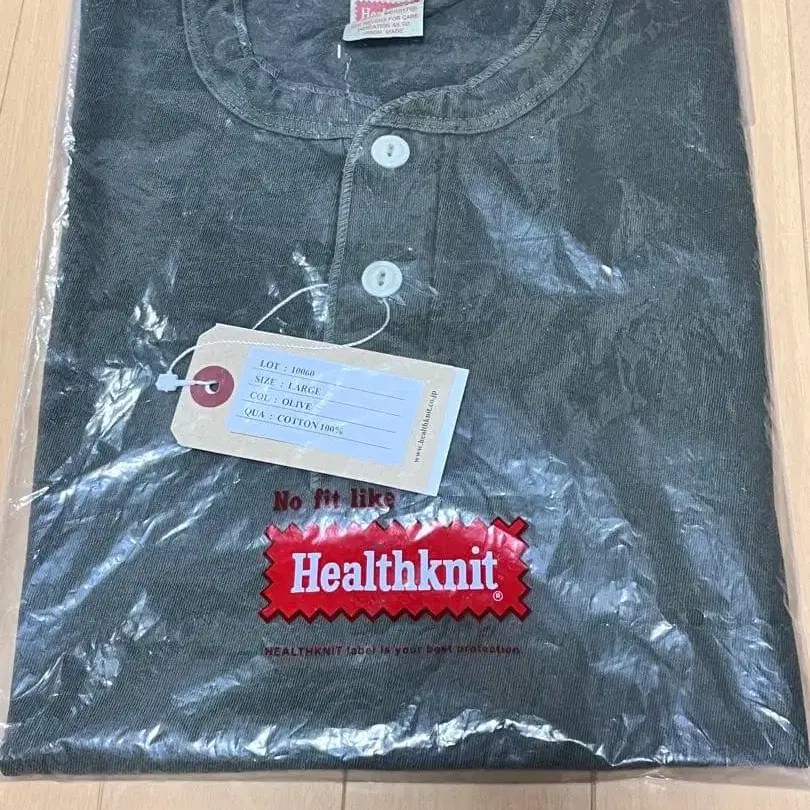 LOT : 10060
SIZE : LARGE
COL : OLIVE
QUA : COTTON 100%
www.healthknit.co.jp
No fit like
Healthknit®
HEALTHKNIT label is your best protection.